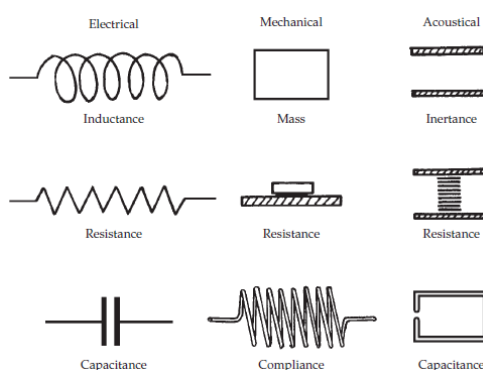 Electrical Mechanical Acoustical
Inductance Mass Inertance
Resistance Resistance Resistance
Capacitance Compliance Capacitance